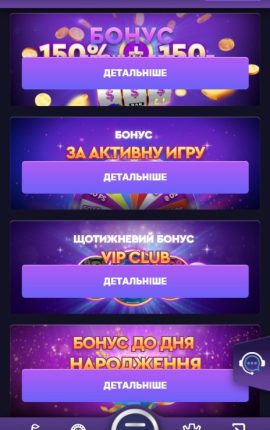 БОНУС
150% + 150-
ДЕТАЛЬНІШЕ
БОНУС
ЗА АКТИВНУ ИГРУ
ДЕТАЛЬНІШЕ
ЩОТИЖНЕВИЙ БОНУС
VIP CLUB
ДЕТАЛЬНІШЕ
БОНУС ДО ДНЯ
НАРОДЖЕННЯ
ДЕТАЛЬНІШЕ